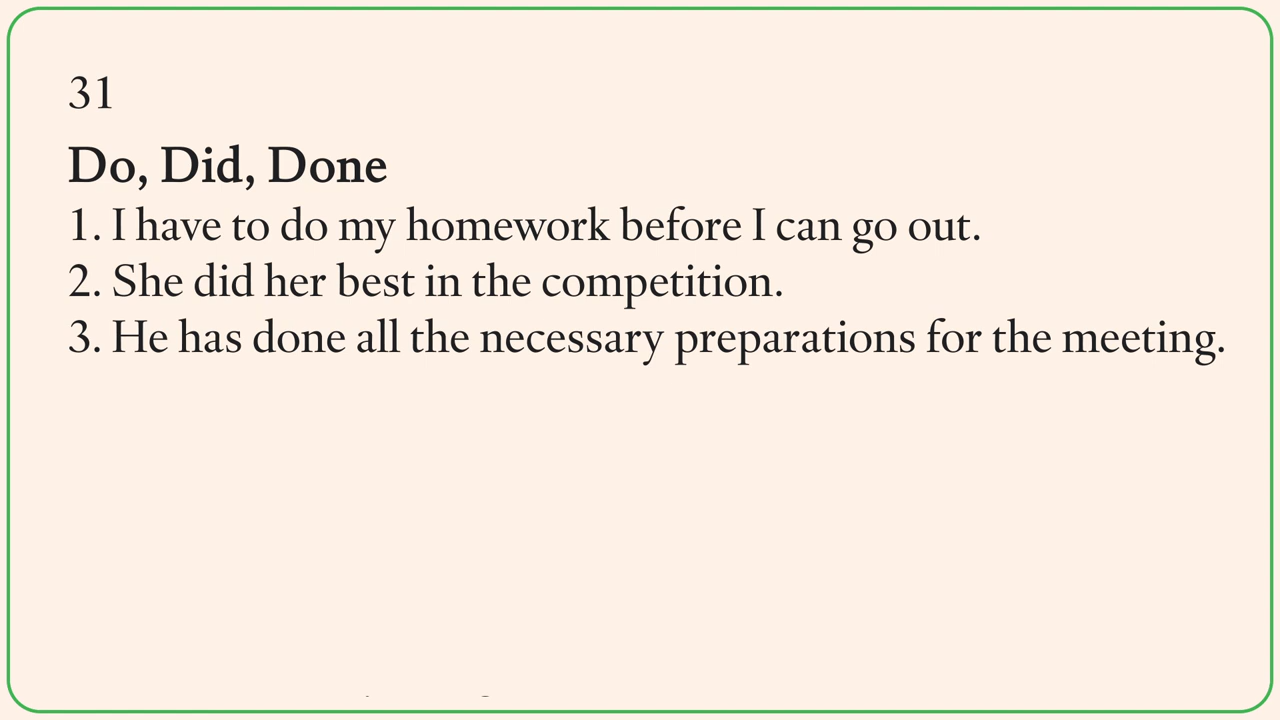 31
Do, Did, Done
1. I have to do my homework before I can go out.
2. She did her best in the competition.
3. He has done all the necessary preparations for the meeting.